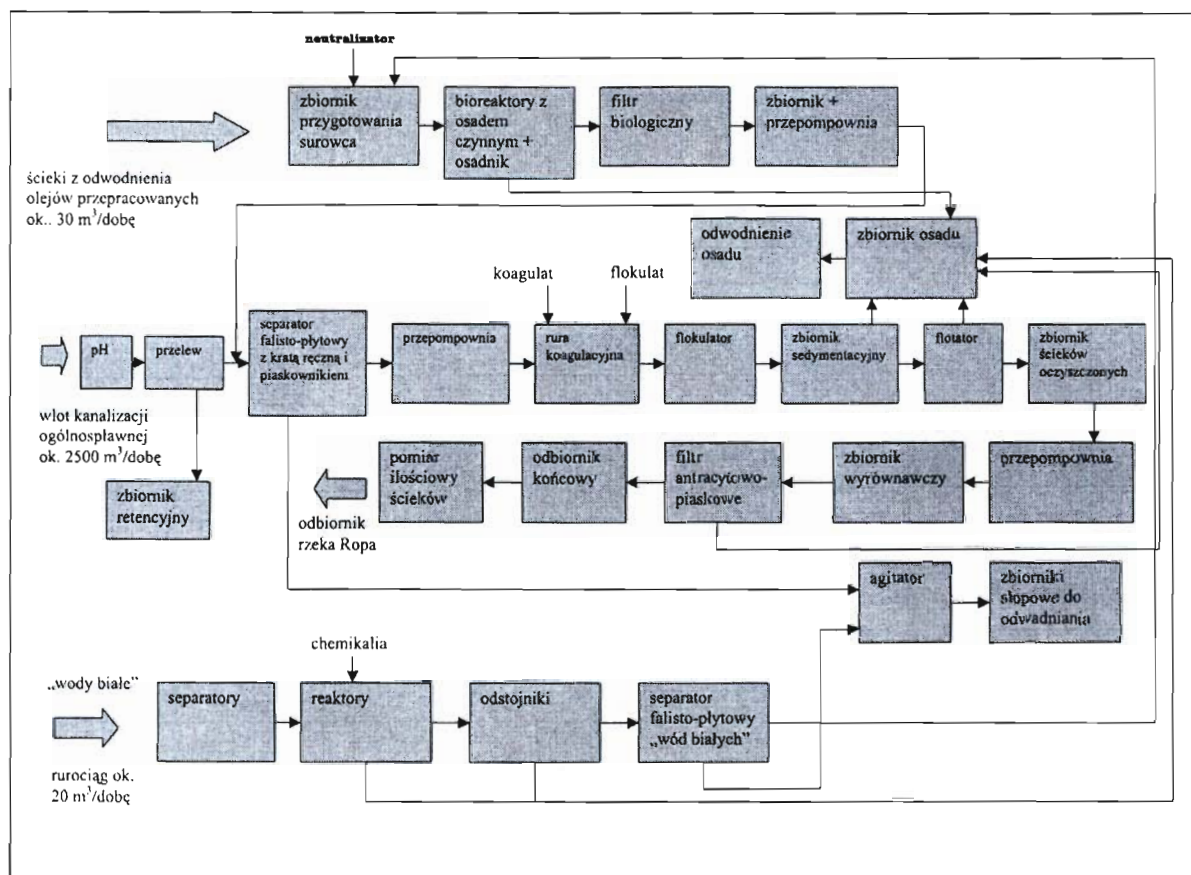 neutralizator
zbiornik
przygotowania
surowca
bioreaktory z
osadem
czynnym +
osadnik
filtr
biologiczny
zbiornik +
przepompownia
ścieki z odwodnienia
olejów przepracowanych
ok.. 30 m³/dobę
odwodnienie
osadu
zbiornik osadu
koagulat
flokulat
pH
przelew
separator
falisto-płytowy
z kratą ręczną i
piaskownikiem
przepompownia
rura
koagulacyjna
flokulator
zbiornik
sedymentacyjny
flotator
zbiornik
ścieków
oczyszczonych
wlot kanalizacji
ogólnospławnej
ok. 2500 m³/dobę
zbiornik
retencyjny
pomiar
ilościowy
ścieków
odbiornik
końcowy
filtr
antracytowo-
piaskowe
zbiornik
wyrównawczy
przepompownia
odbiornik
rzeka Ropa
agitator
zbiorniki
słopowe do
odwadniania
chemikalia
„wody białe”
separatory
reaktory
odstojniki
separator
falisto-płytowy
„wód białych”
rurociąg ok.
20 m³/dobę